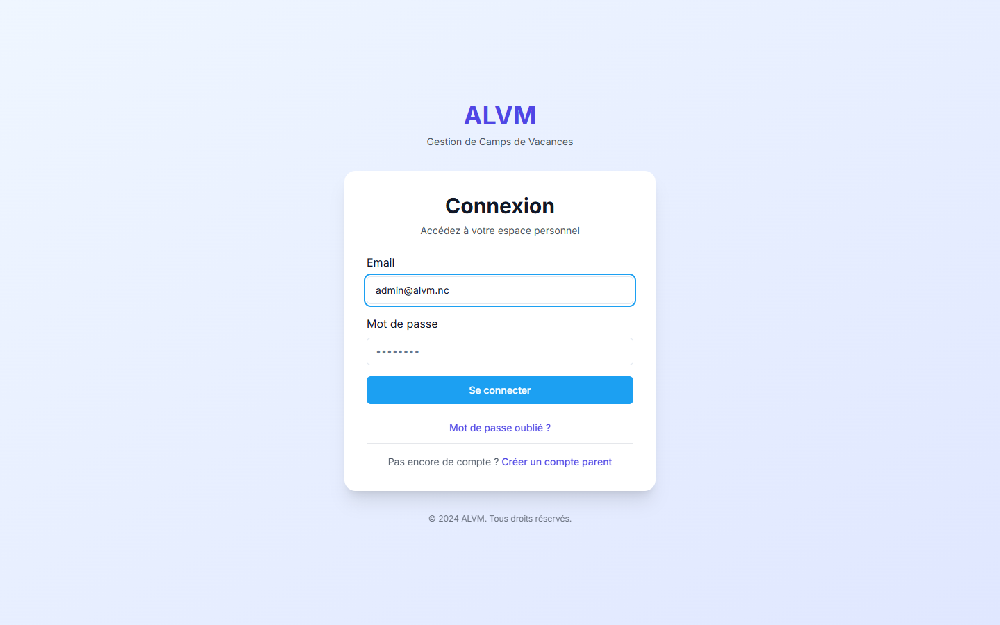 ALVM
Gestion de Camps de Vacances
Connexion
Accédez à votre espace personnel
Email
admin@alvm.nc
Mot de passe
••••••••
Se connecter
Mot de passe oublié ?
Pas encore de compte ? Créer un compte parent
© 2024 ALVM. Tous droits réservés.